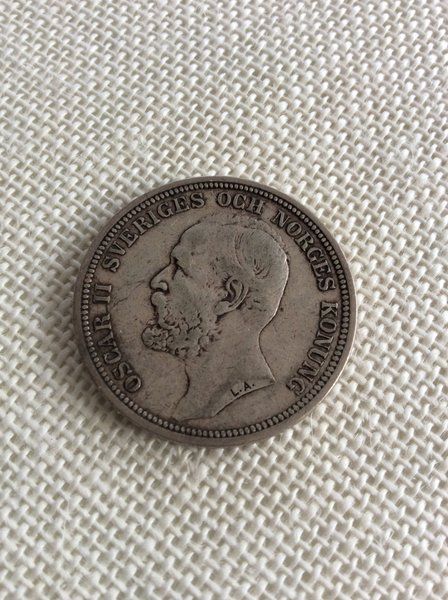 OSCAR II SVERIGES OCH NORGES KONUNG
L.A.